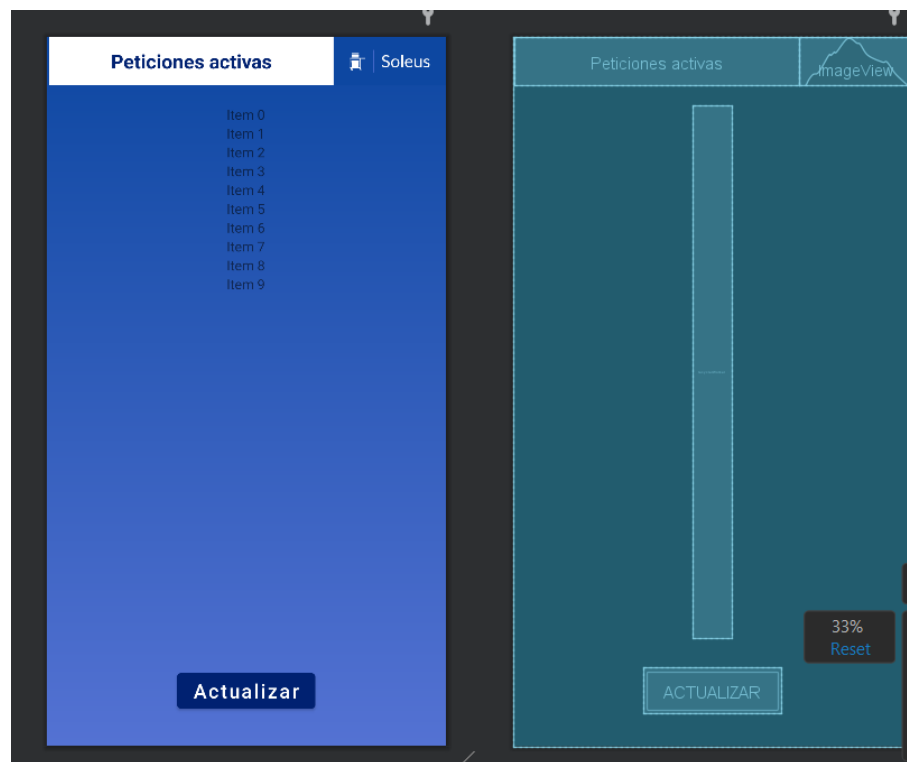 Peticiones activas
Soleus
Item 0
Item 1
Item 2
Item 3
Item 4
Item 5
Item 6
Item 7
Item 8
Item 9
Actualizar
Peticiones activas
ImageView
ACTUALIZAR
33%
Reset